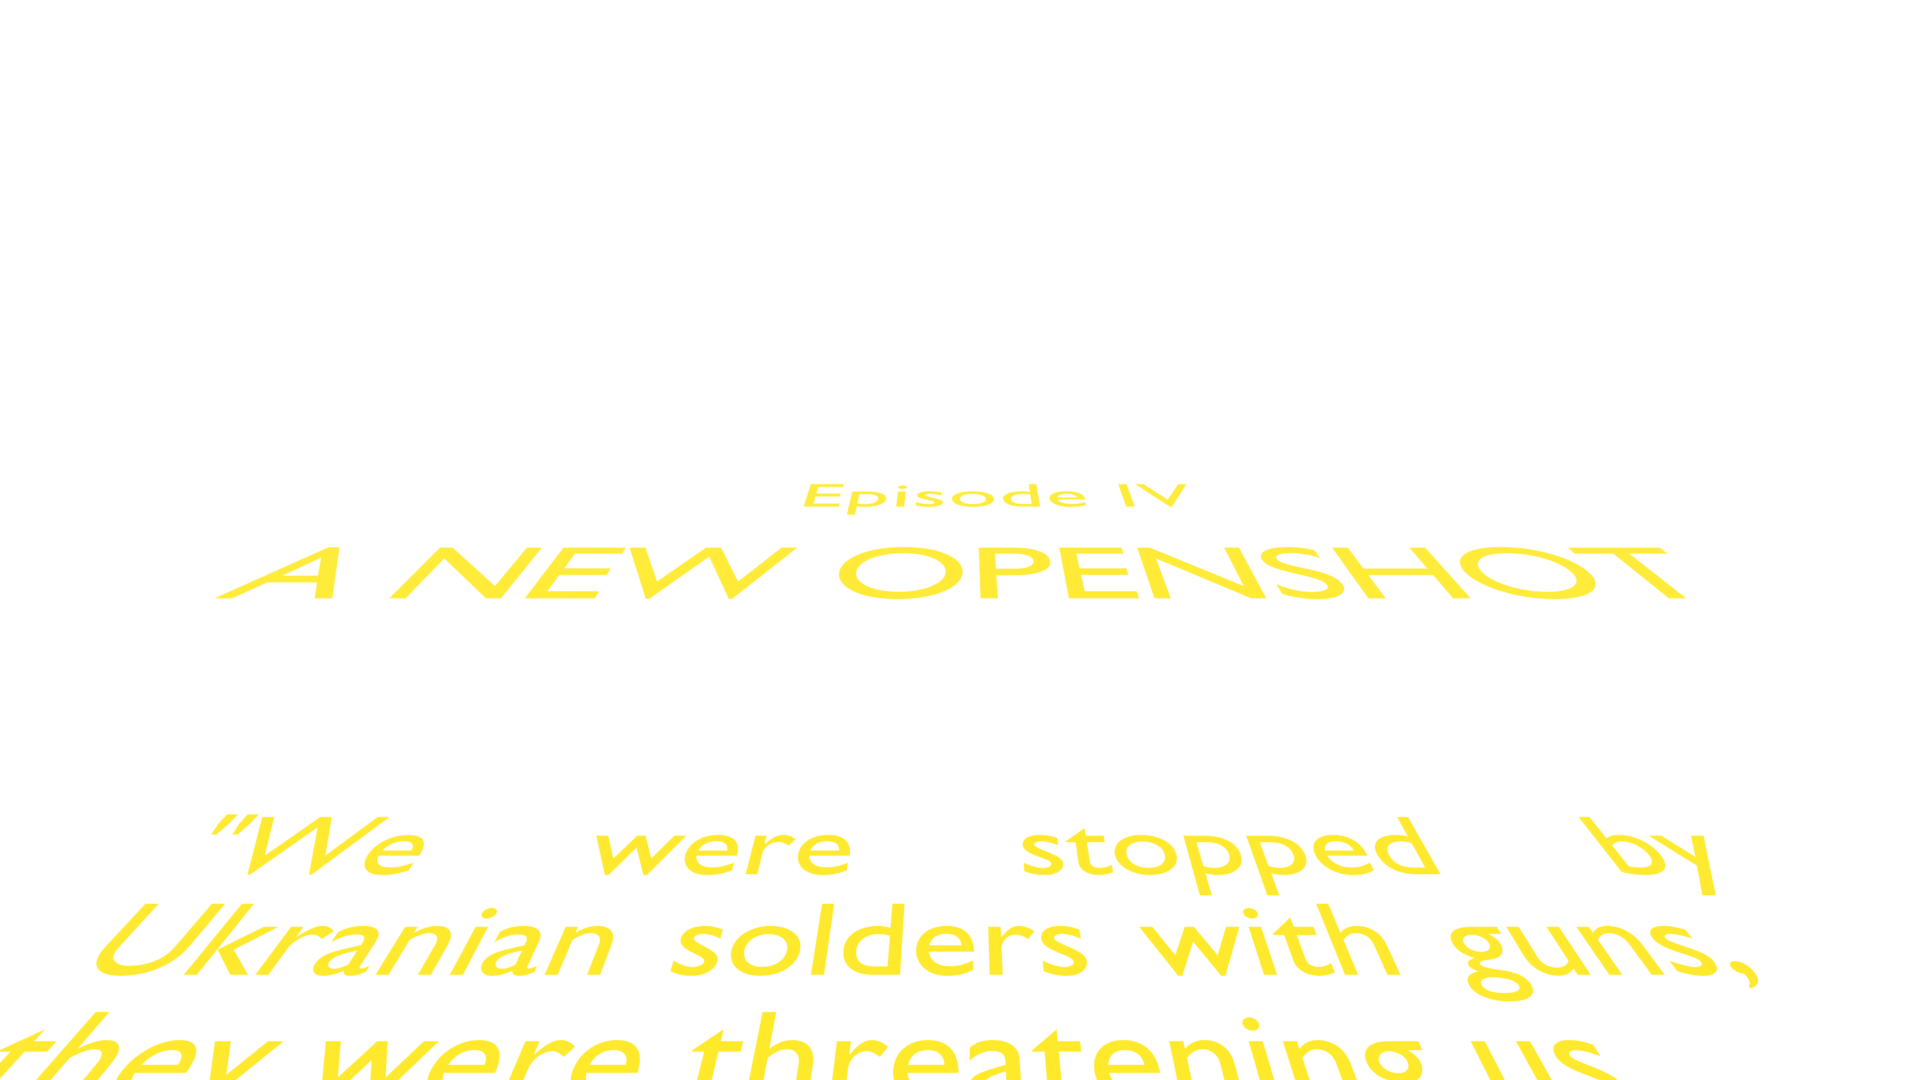 Episode IV
A NEW OPENSHOT
"We were stopped by
Ukranian solders with guns,
they were threatening us